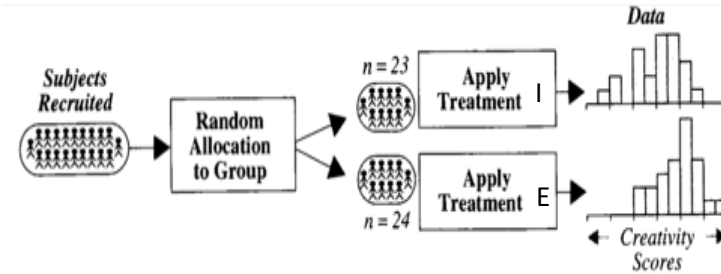 Subjects
Recruited
Random
Allocation
to Group
n = 23
Apply
Treatment I
n = 24
Apply
Treatment E
Data
Creativity
Scores